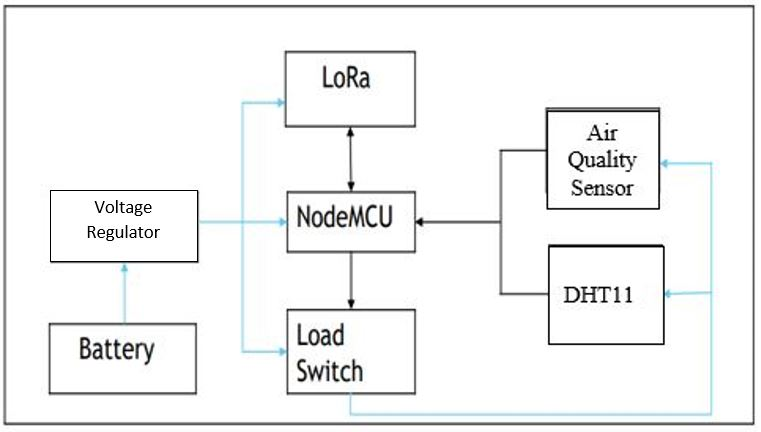 LoRa
Air
Quality
Sensor
Voltage
Regulator
NodeMCU
DHT11
Battery
Load
Switch